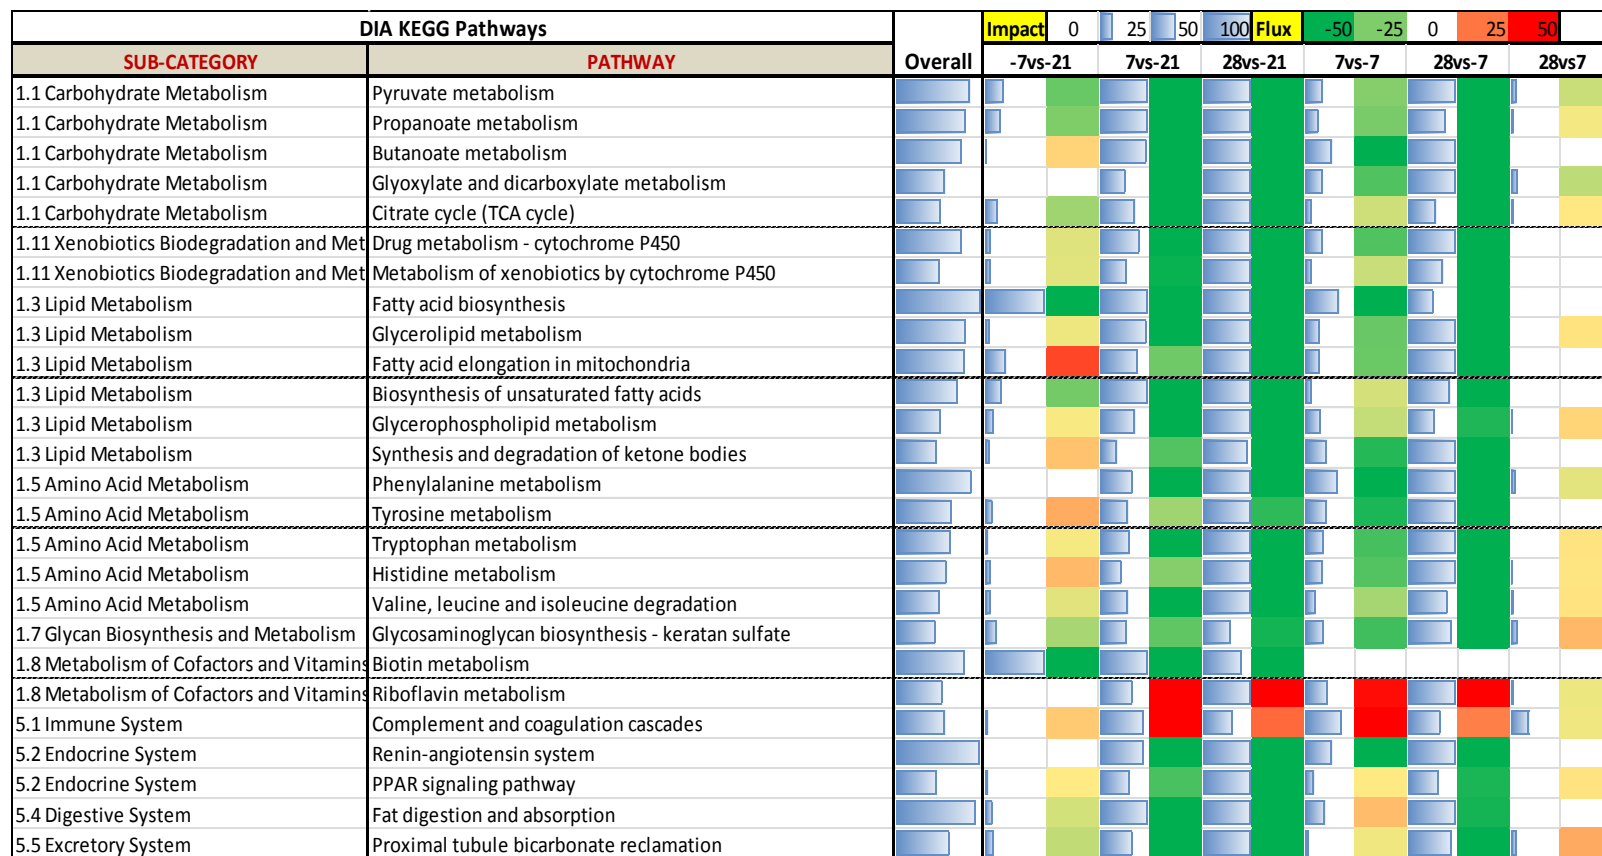 DIA KEGG Pathways Impact 0 25 50 100 Flux -50 -25 0 25 50
SUB-CATEGORY PATHWAY Overall -7vs-21 7vs-21 28vs-21 7vs-7 28vs-7 28vs7
1.1 Carbohydrate Metabolism Pyruvate metabolism
1.1 Carbohydrate Metabolism Propanoate metabolism
1.1 Carbohydrate Metabolism Butanoate metabolism
1.1 Carbohydrate Metabolism Glyoxylate and dicarboxylate metabolism
1.1 Carbohydrate Metabolism Citrate cycle (TCA cycle)
1.11 Xenobiotics Biodegradation and Met Drug metabolism - cytochrome P450
1.11 Xenobiotics Biodegradation and Met Metabolism of xenobiotics by cytochrome P450
1.3 Lipid Metabolism Fatty acid biosynthesis
1.3 Lipid Metabolism Glycerolipid metabolism
1.3 Lipid Metabolism Fatty acid elongation in mitochondria
1.3 Lipid Metabolism Biosynthesis of unsaturated fatty acids
1.3 Lipid Metabolism Glycerophospholipid metabolism
1.3 Lipid Metabolism Synthesis and degradation of ketone bodies
1.5 Amino Acid Metabolism Phenylalanine metabolism
1.5 Amino Acid Metabolism Tyrosine metabolism
1.5 Amino Acid Metabolism Tryptophan metabolism
1.5 Amino Acid Metabolism Histidine metabolism
1.5 Amino Acid Metabolism Valine, leucine and isoleucine degradation
1.7 Glycan Biosynthesis and Metabolism Glycosaminoglycan biosynthesis - keratan sulfate
1.8 Metabolism of Cofactors and Vitamins Biotin metabolism
1.8 Metabolism of Cofactors and Vitamins Riboflavin metabolism
5.1 Immune System Complement and coagulation cascades
5.2 Endocrine System Renin-angiotensin system
5.2 Endocrine System PPAR signaling pathway
5.4 Digestive System Fat digestion and absorption
5.5 Excretory System Proximal tubule bicarbonate reclamation